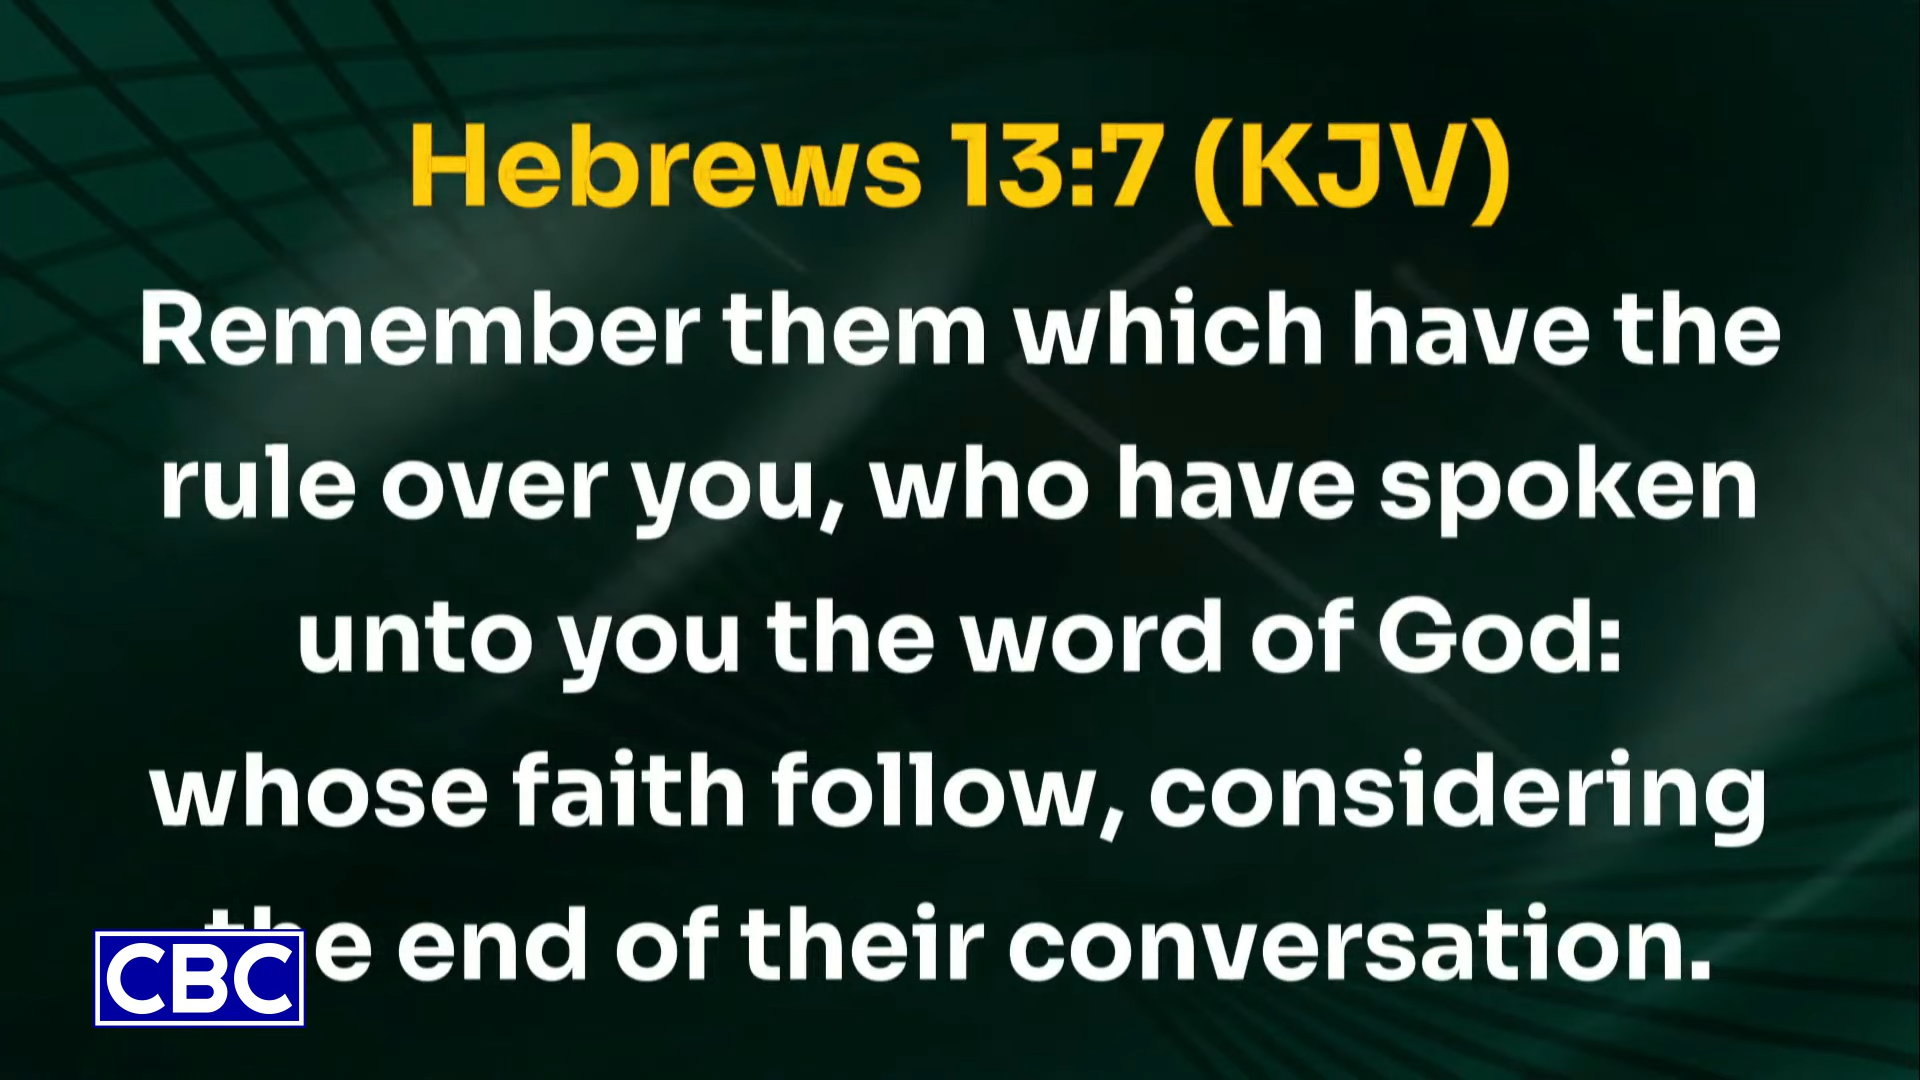 Hebrews 13:7 (KJV)
Remember them which have the
rule over you, who have spoken
unto you the word of God:
whose faith follow, considering
the end of their conversation.
CBC